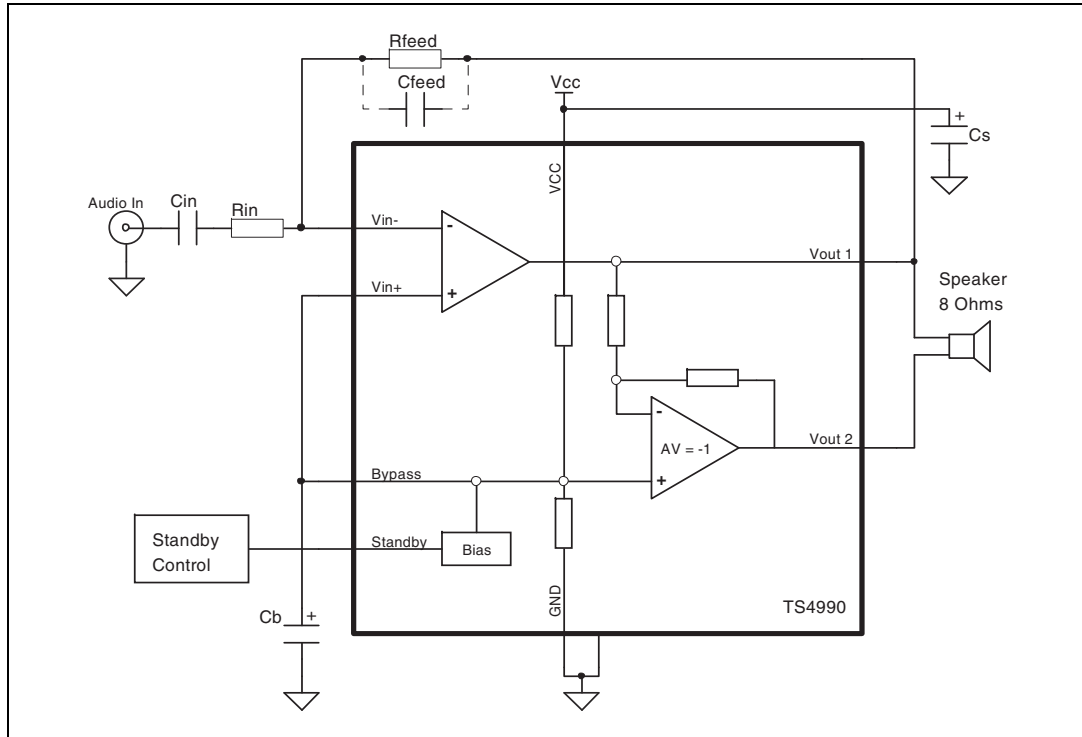 Rfeed
Cfeed
Vcc
+
Cs
VCC
Audio In
Cin
Rin
Vin-
-
Vout 1
Speaker
8 Ohms
Vin+
+
-
AV = -1
Vout 2
Bypass
+
Standby
Control
Standby
Bias
GND
TS4990
Cb
+